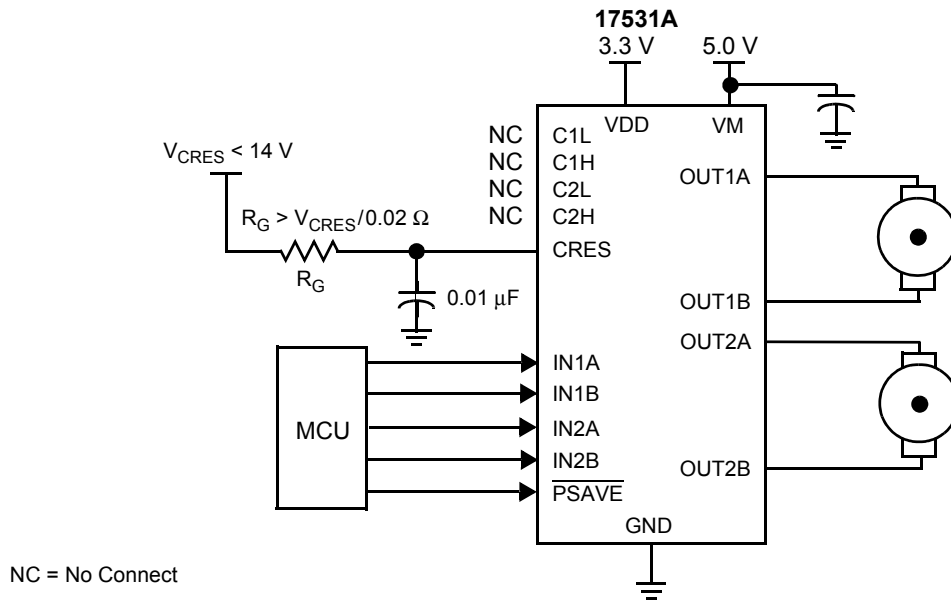 17531A
3.3 V
5.0 V
VDD
VM
NC C1L
NC C1H
NC C2L
NC C2H
CRES
V_CRES < 14 V
R_G > V_CRES/0.02 Ω
R_G
0.01 μF
OUT1A
OUT1B
OUT2A
OUT2B
MCU
IN1A
IN1B
IN2A
IN2B
PSAVE
GND
NC = No Connect